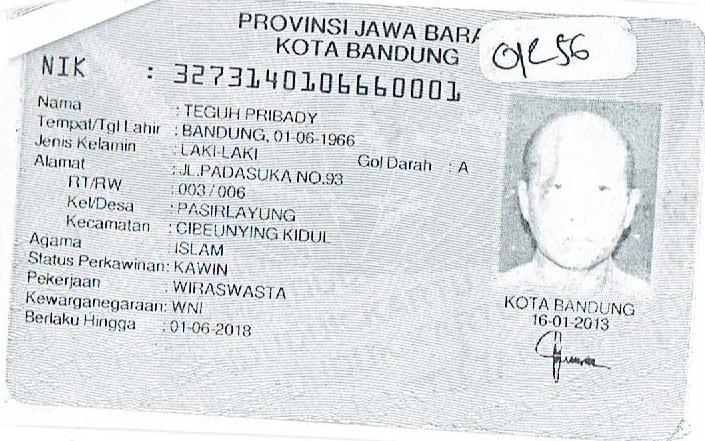 PROVINSI JAWA BARA
KOTA BANDUNG
NIK : 3273140106660001
Nama : TEGUH PRIBADY
Tempat/Tgl Lahir : BANDUNG, 01-06-1966
Jenis Kelamin : LAKI-LAKI Gol Darah : A
Alamat : JL.PADASUKA NO.93
RT/RW : 003 / 006
Kel/Desa : PASIRLAYUNG
Kecamatan : CIBEUNYING KIDUL
Agama : ISLAM
Status Perkawinan: KAWIN
Pekerjaan : WIRASWASTA
Kewarganegaraan: WNI
Berlaku Hingga : 01-06-2018
KOTA BANDUNG
16-01-2013